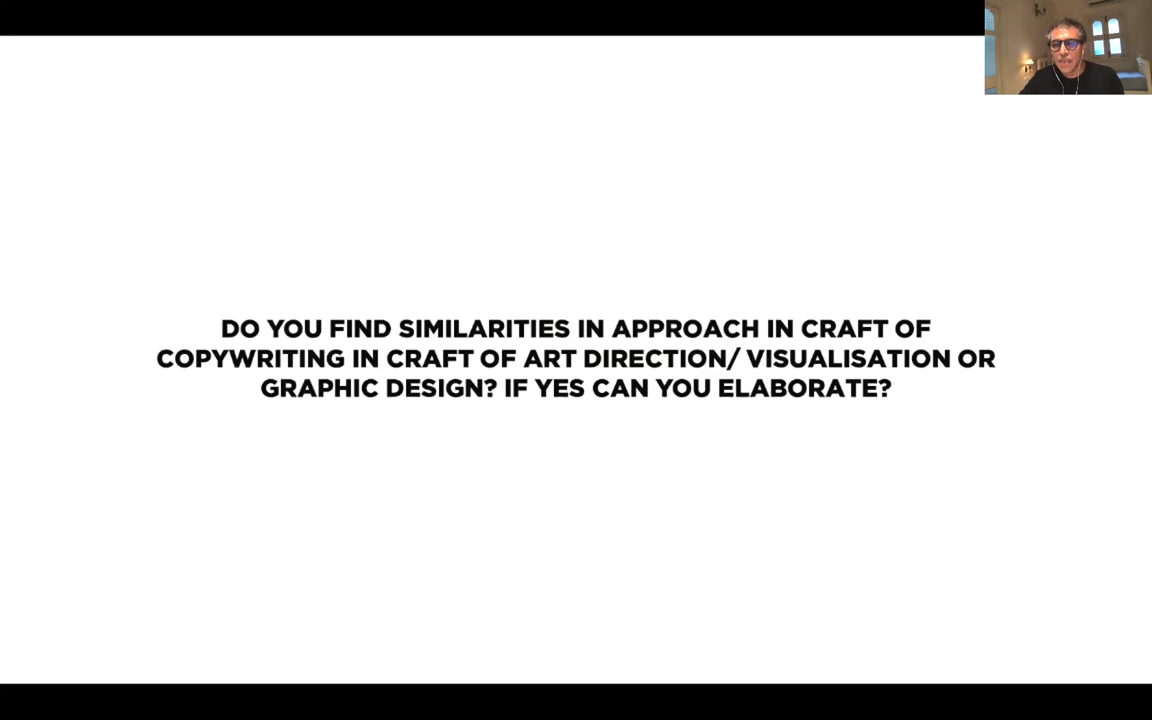 DO YOU FIND SIMILARITIES IN APPROACH IN CRAFT OF
COPYWRITING IN CRAFT OF ART DIRECTION/ VISUALISATION OR
GRAPHIC DESIGN? IF YES CAN YOU ELABORATE?